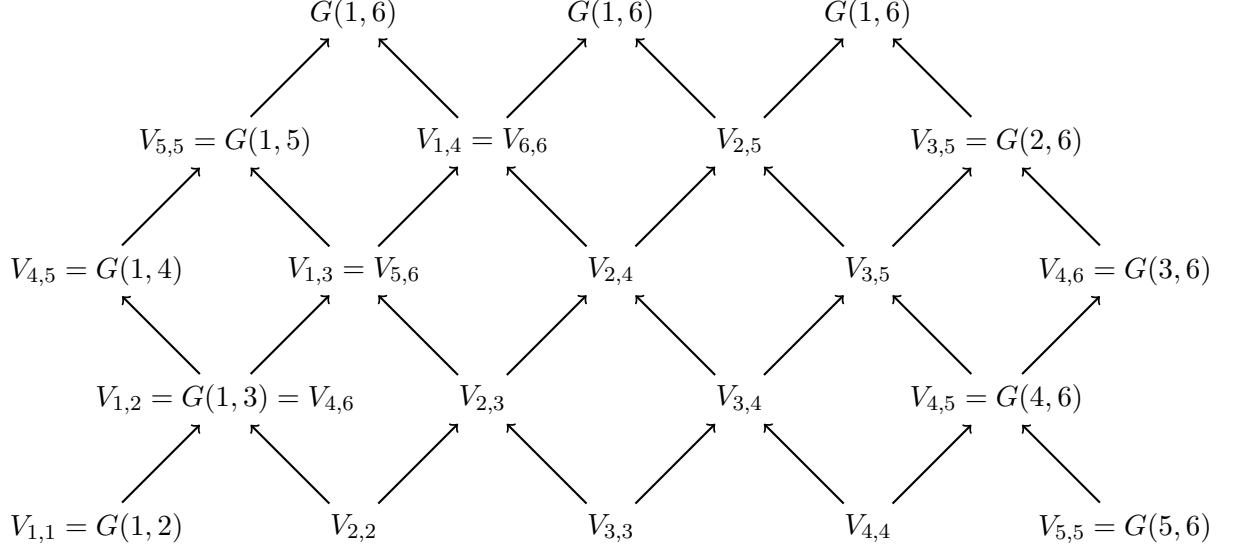 G(1, 6) G(1, 6) G(1, 6)
V_{5,5} = G(1, 5) V_{1,4} = V_{6,6} V_{2,5} V_{3,5} = G(2, 6)
V_{4,5} = G(1, 4) V_{1,3} = V_{5,6} V_{2,4} V_{3,5} V_{4,6} = G(3, 6)
V_{1,2} = G(1, 3) = V_{4,6} V_{2,3} V_{3,4} V_{4,5} = G(4, 6)
V_{1,1} = G(1, 2) V_{2,2} V_{3,3} V_{4,4} V_{5,5} = G(5, 6)